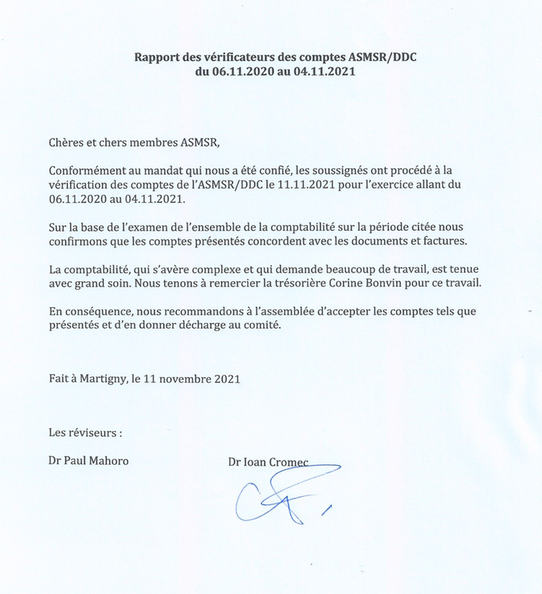 Rapport des vérificateurs des comptes ASMSR/DDC
du 06.11.2020 au 04.11.2021
Chères et chers membres ASMSR,
Conformément au mandat qui nous a été confié, les soussignés ont procédé à la
vérification des comptes de l'ASMSR/DDC le 11.11.2021 pour l'exercice allant du
06.11.2020 au 04.11.2021.
Sur la base de l'examen de l'ensemble de la comptabilité sur la période citée nous
confirmons que les comptes présentés concordent avec les documents et factures.
La comptabilité, qui s'avère complexe et qui demande beaucoup de travail, est tenue
avec grand soin. Nous tenons à remercier la trésorière Corine Bonvin pour ce travail.
En conséquence, nous recommandons à l'assemblée d'accepter les comptes tels que
présentés et d'en donner décharge au comité.
Fait à Martigny, le 11 novembre 2021
Les réviseurs :
Dr Paul Mahoro Dr Ioan Cromec